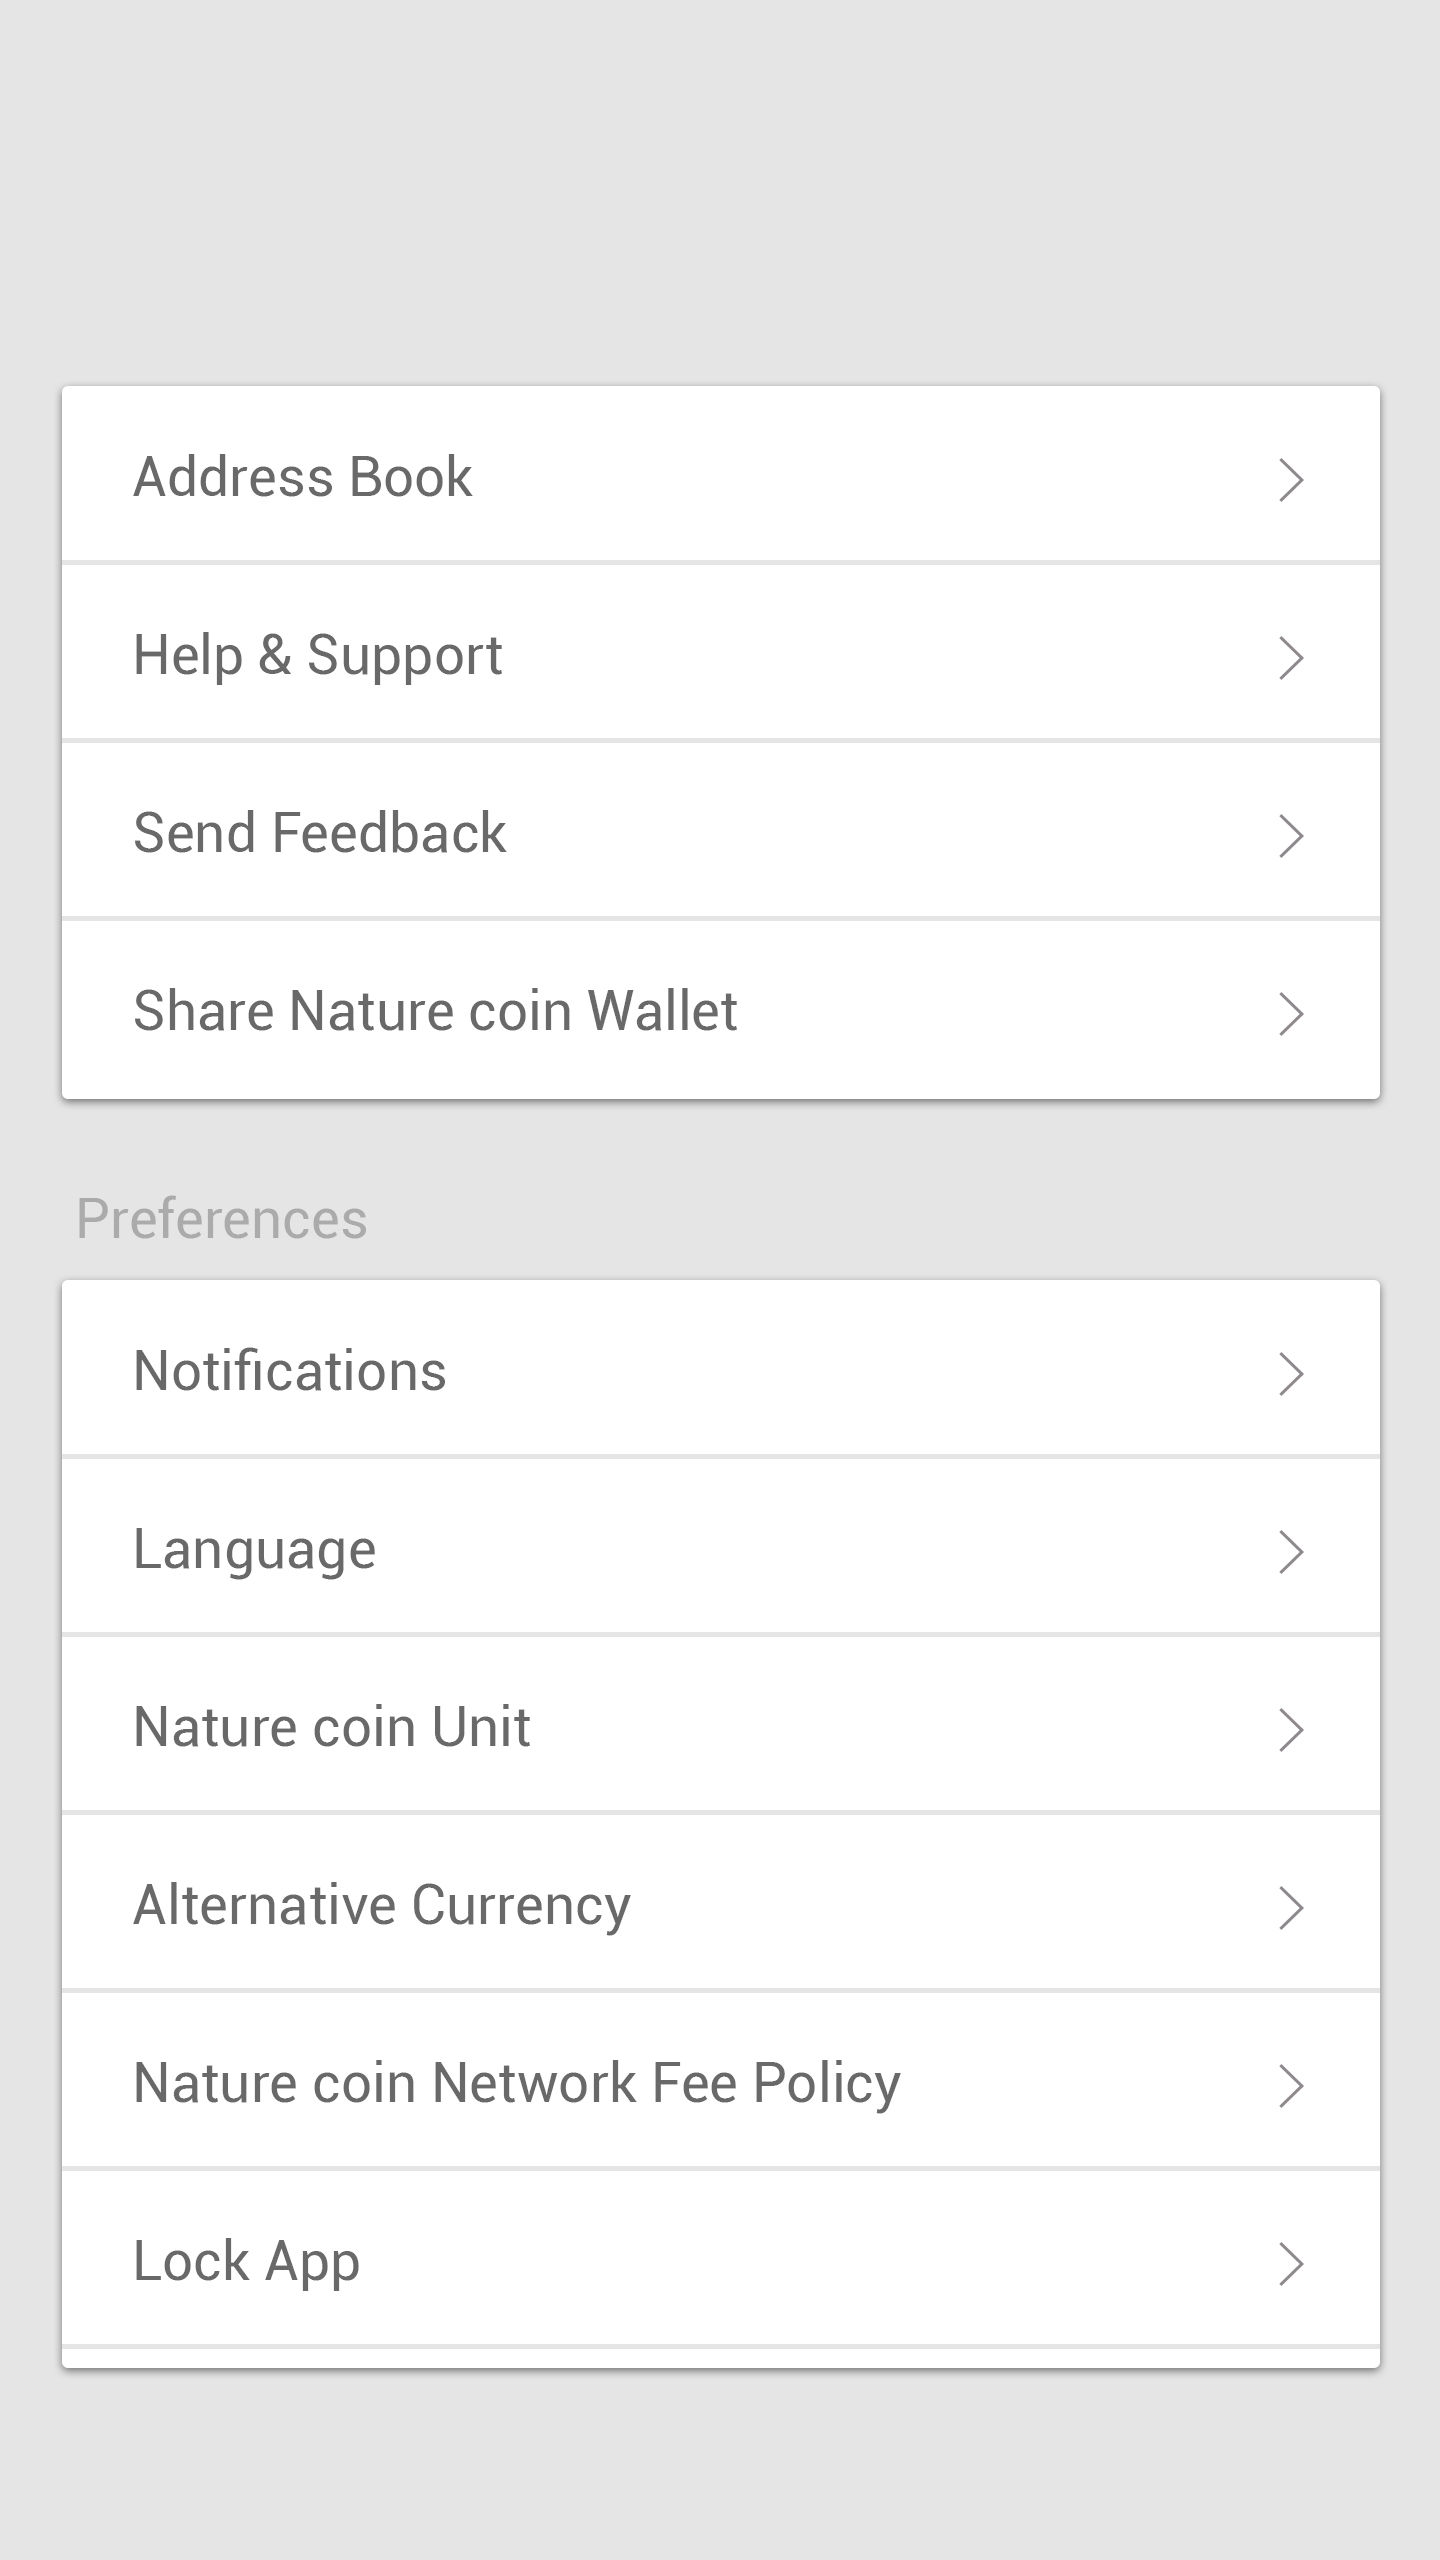 Address Book
Help & Support
Send Feedback
Share Nature coin Wallet
Preferences
Notifications
Language
Nature coin Unit
Alternative Currency
Nature coin Network Fee Policy
Lock App